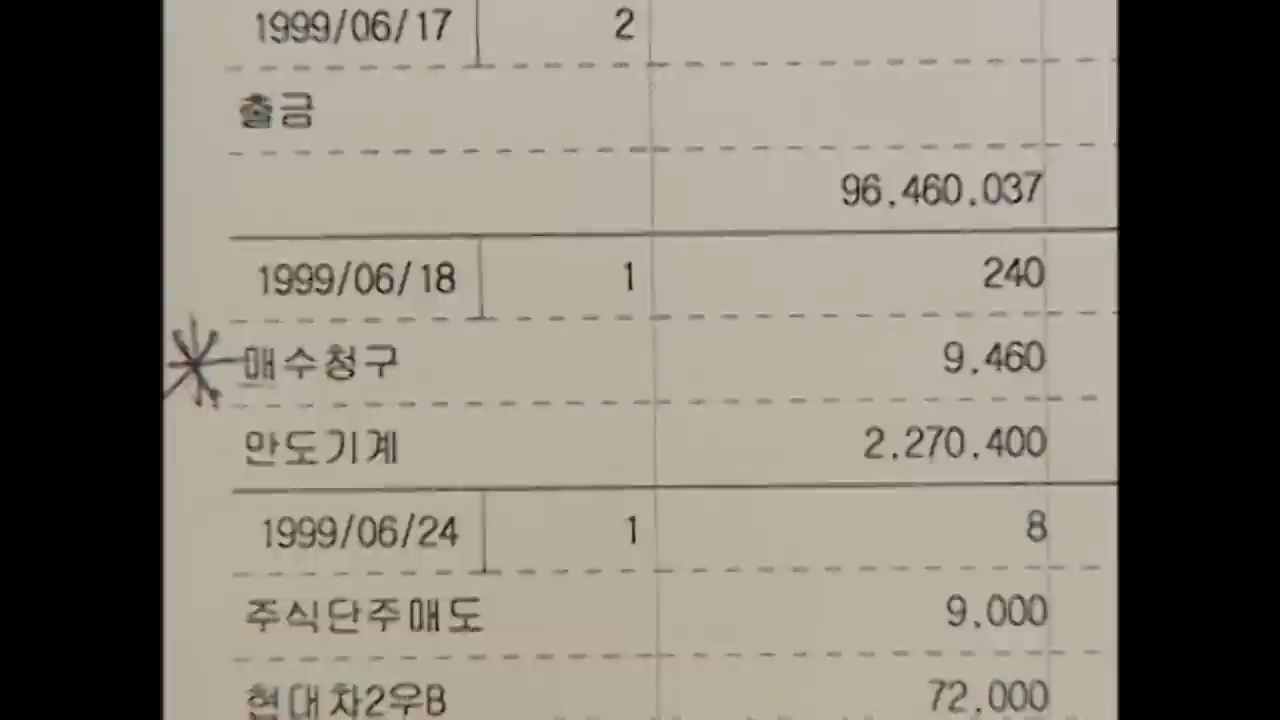 1999/06/17 2
출금
96,460,037
1999/06/18 1 240
매수청구 9,460
만도기계 2,270,400
1999/06/24 1 8
주식단주매도 9,000
현대차2우B 72,000